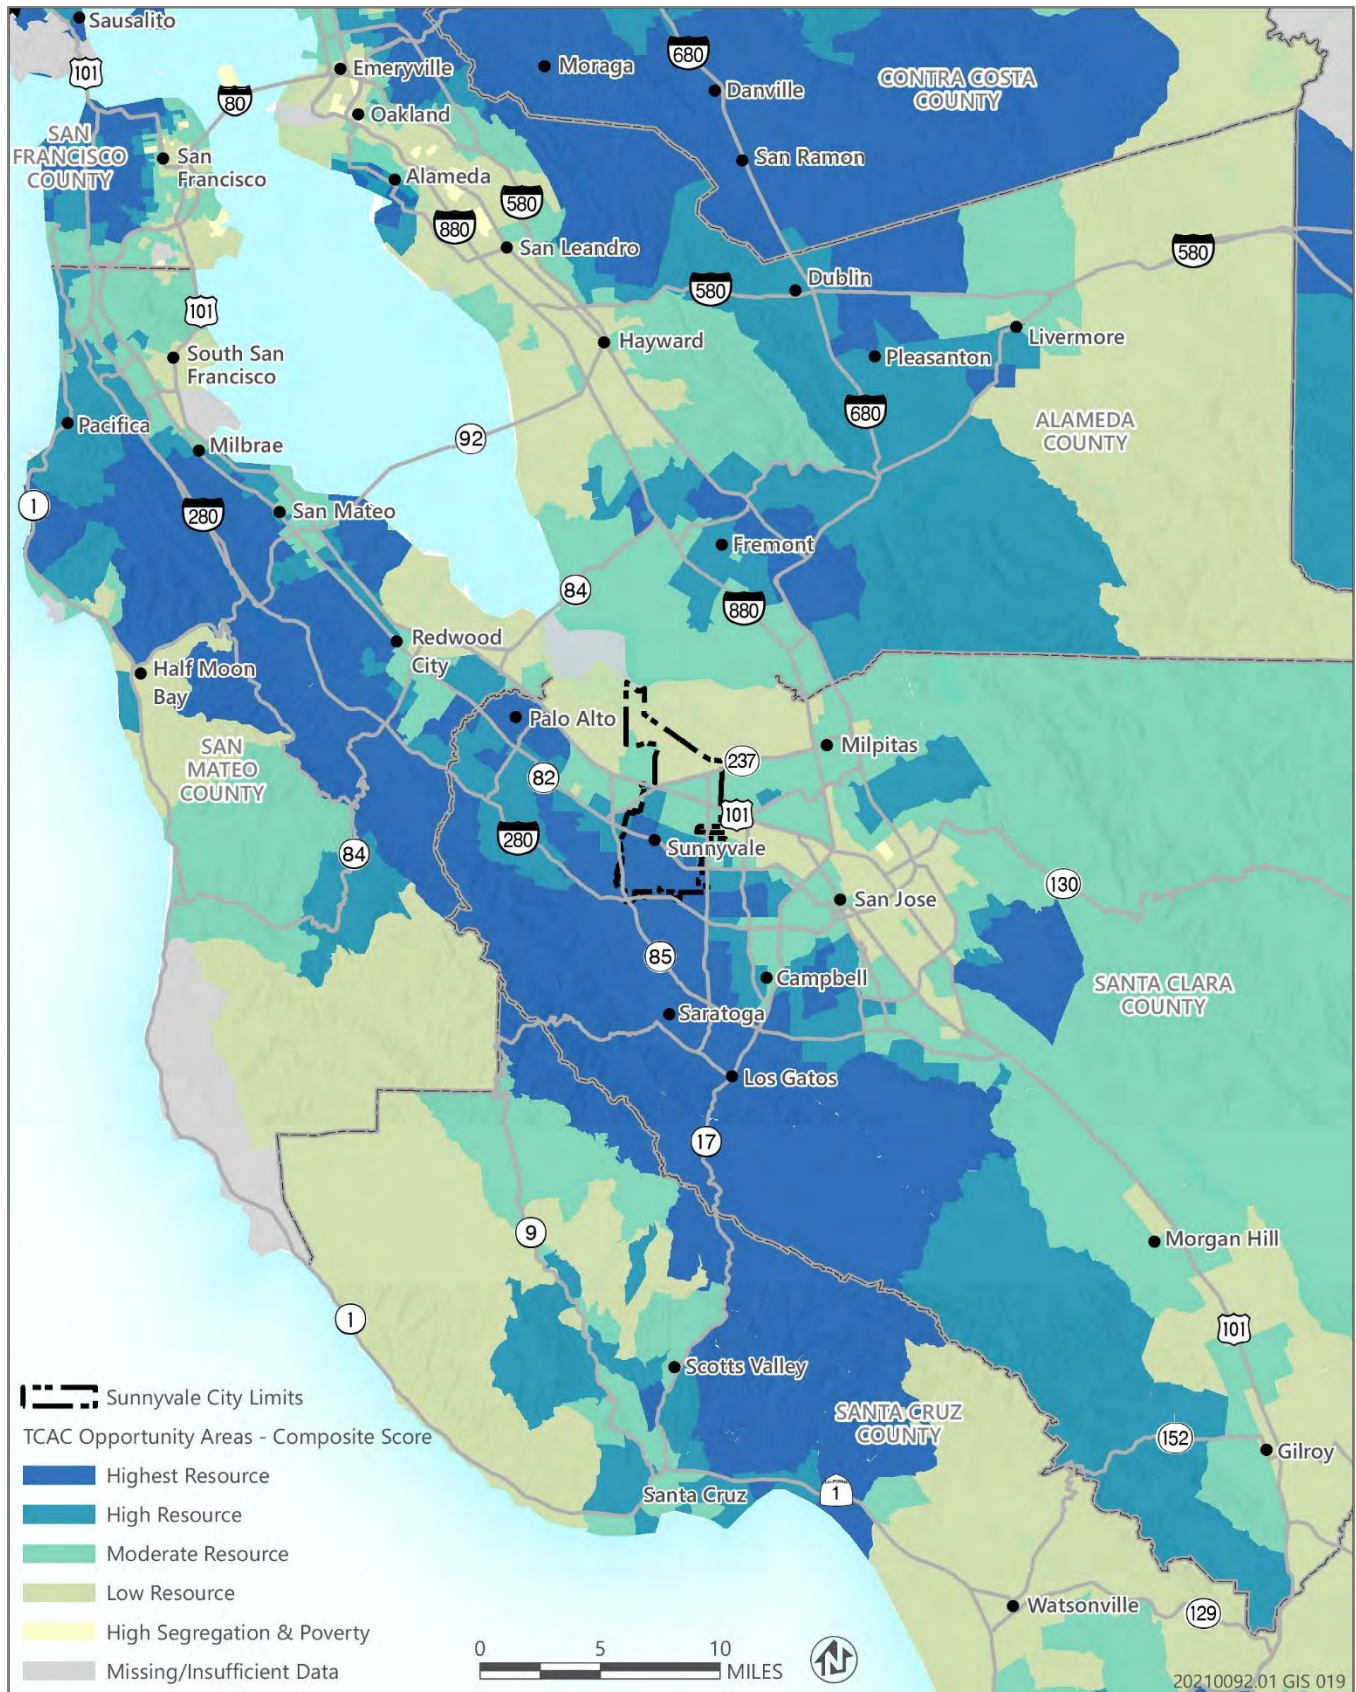 Sausalito
101
Emeryville
80
Oakland
Moraga
680
Danville
CONTRA COSTA
COUNTY
SAN
FRANCISCO
COUNTY
San
Francisco
Alameda
580
880
San Ramon
San Leandro
580
101
580
Dublin
Hayward
South San
Francisco
Livermore
Pleasanton
680
Pacifica
Milbrae
92
ALAMEDA
COUNTY
1
280
San Mateo
Fremont
84
880
Redwood
City
Half Moon
Bay
Palo Alto
SAN
MATEO
COUNTY
82
237
Milpitas
101
280
Sunnyvale
84
130
San Jose
85
Campbell
SANTA CLARA
COUNTY
Saratoga
Los Gatos
17
9
Morgan Hill
1
101
Scotts Valley
SANTA CRUZ
COUNTY
152
Gilroy
Santa Cruz
CALIFORNIA
1
Watsonville
129
Sunnyvale City Limits
TCAC Opportunity Areas - Composite Score
Highest Resource
High Resource
Moderate Resource
Low Resource
High Segregation & Poverty
Missing/Insufficient Data
0 5 10
MILES
N
20210092.01 GIS 019